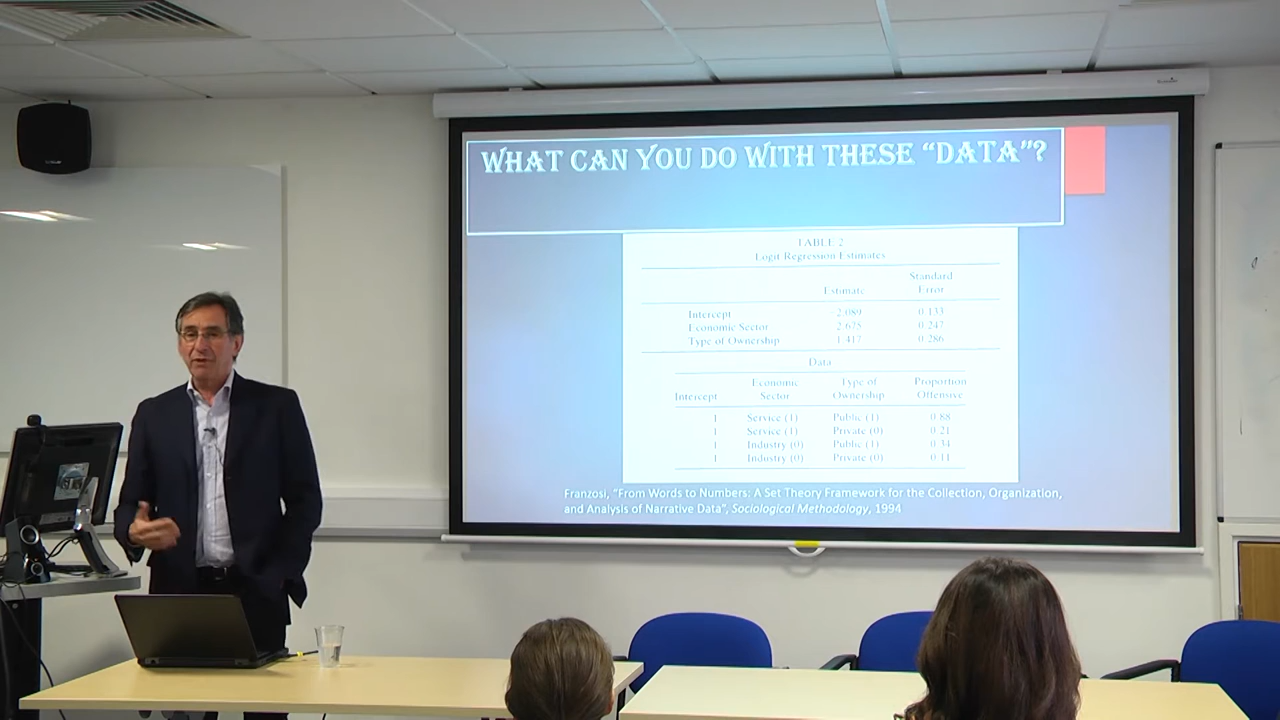 WHAT CAN YOU DO WITH THESE “DATA”?
TABLE 2
Logit Regression Estimates
Standard
Estimate Error
Intercept 2.089 0.133
Economic Sector 2.625 0.247
Type of Ownership 1.417 0.286
Data
Economic Type of Proportion
Intercept Sector Ownership Offensive
1 Service (1) Public (1) 0.88
1 Service (1) Private (0) 0.21
1 Industry (0) Public (1) 0.34
1 Industry (0) Private (0) 0.11
Franzosi, “From Words to Numbers: A Set Theory Framework for the Collection, Organization,
and Analysis of Narrative Data”, Sociological Methodology, 1994